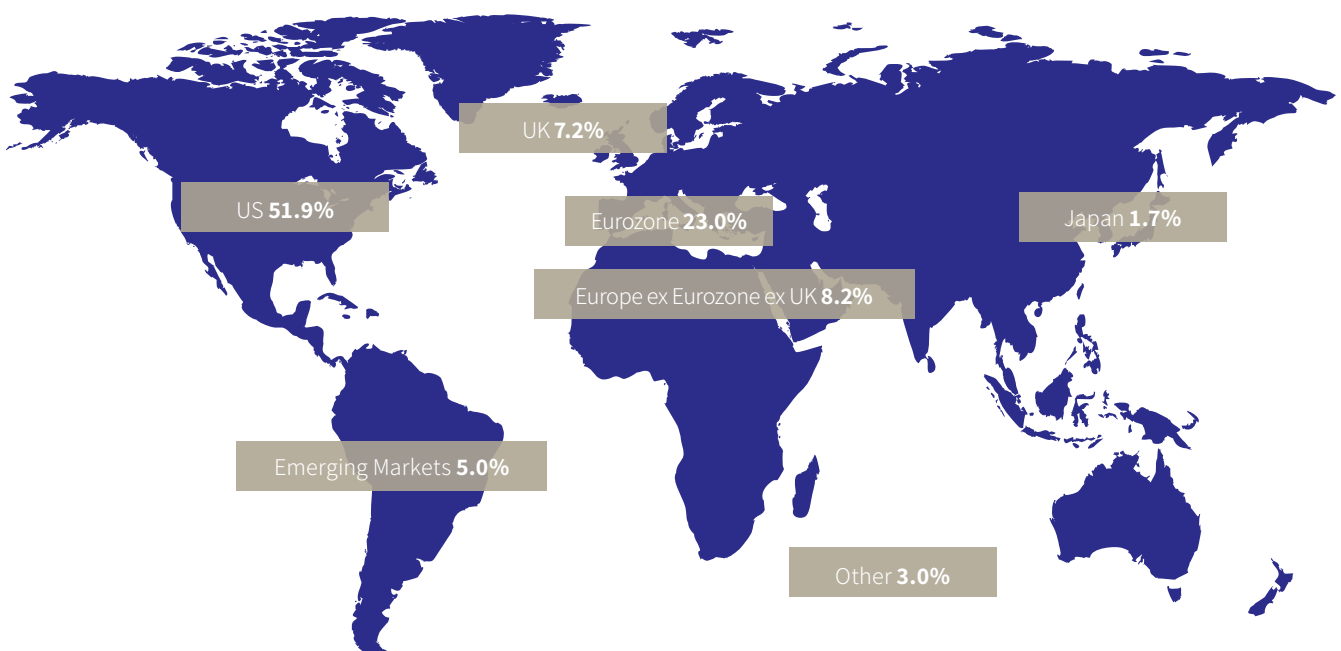 UK 7.2%
US 51.9%
Eurozone 23.0%
Japan 1.7%
Europe ex Eurozone ex UK 8.2%
Emerging Markets 5.0%
Other 3.0%